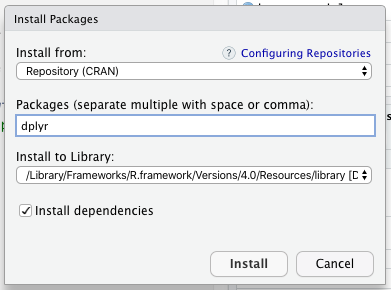 Install Packages
Install from:
? Configuring Repositories
Repository (CRAN)
Packages (separate multiple with space or comma):
dplyr
Install to Library:
/Library/Frameworks/R.framework/Versions/4.0/Resources/library [D
Install dependencies
Install
Cancel